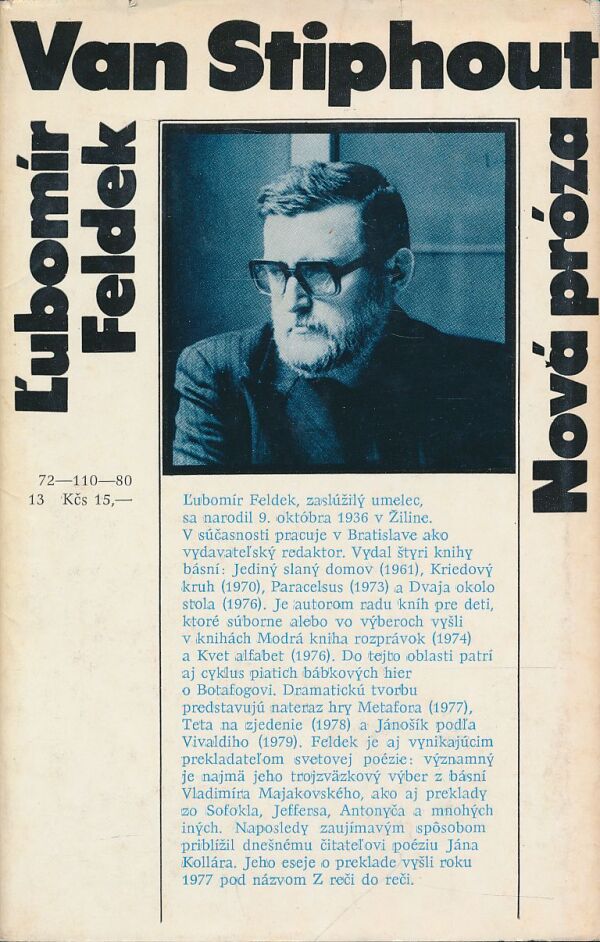 Van Stiphout
Ľubomír
Feldek
Nová próza
72—110—80
13 Kčs 15,—
Ľubomír Feldek, zaslúžilý umelec,
sa narodil 9. októbra 1936 v Žiline.
V súčasnosti pracuje v Bratislave ako
vydavateľský redaktor. Vydal štyri knihy
básní: Jediný slaný domov (1961), Kriedový
kruh (1970), Paracelsus (1973) a Dvaja okolo
stola (1976). Je autorom radu kníh pre deti,
ktoré súborne alebo vo výberoch vyšli
v knihách Modrá kniha rozprávok (1974)
a Kvet alfabet (1976). Do tejto oblasti patrí
aj cyklus piatich bábkových hier
o Botafogovi. Dramatickú tvorbu
predstavujú nateraz hry Metafora (1977),
Teta na zjedenie (1978) a Jánošík podľa
Vivaldiho (1979). Feldek je aj vynikajúcim
prekladateľom svetovej poézie: významný
je najmä jeho trojzväzkový výber z básní
Vladimíra Majakovského, ako aj preklady
zo Sofokla, Jeffersa, Antonyča a mnohých
iných. Naposledy zaujímavým spôsobom
priblížil dnešnému čitateľovi poéziu Jána
Kollára. Jeho eseje o preklade vyšli roku
1977 pod názvom Z reči do reči.